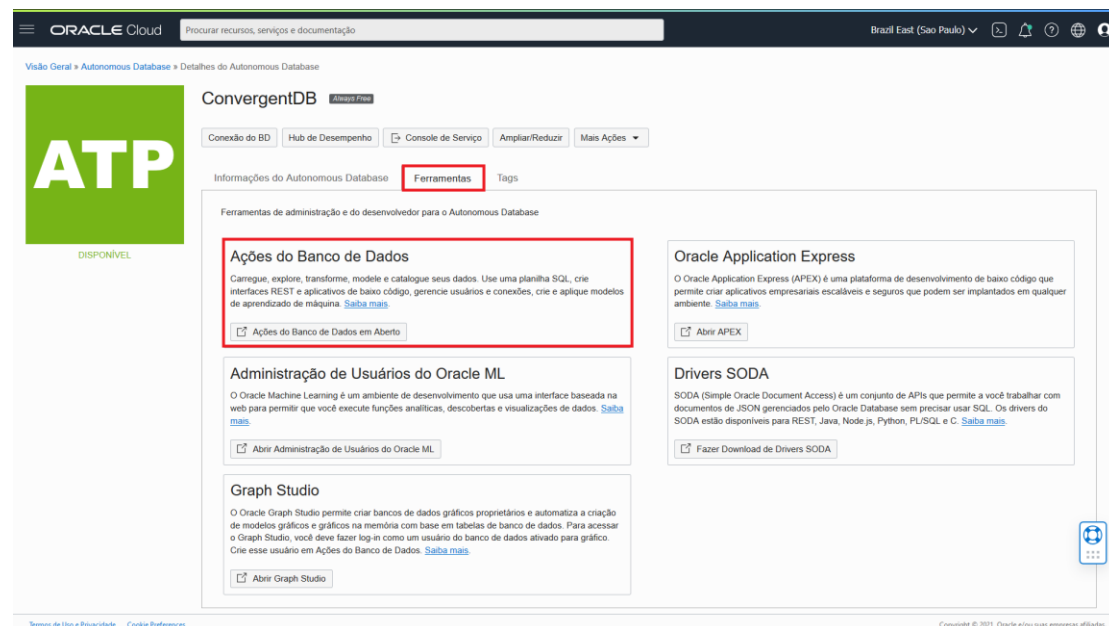 ORACLE Cloud
Procurar recursos, serviços e documentação
Brazil East (Sao Paulo)
Visão Geral » Autonomous Database » Detalhes do Autonomous Database
ATP
DISPONÍVEL
ConvergentDB Always Free
Conexão do BD Hub de Desempenho Console de Serviço Ampliar/Reduzir Mais Ações
Informações do Autonomous Database Ferramentas Tags
Ferramentas de administração e do desenvolvedor para o Autonomous Database
Ações do Banco de Dados
Carregue, explore, transforme, modele e catalogue seus dados. Use uma planilha SQL, crie
interfaces REST e aplicativos de baixo código, gerencie usuários e conexões, crie e aplique modelos
de aprendizado de máquina. Saiba mais.
Ações do Banco de Dados em Aberto
Oracle Application Express
O Oracle Application Express (APEX) é uma plataforma de desenvolvimento de baixo código que
permite criar aplicativos empresariais escaláveis e seguros que podem ser implantados em qualquer
ambiente. Saiba mais.
Abrir APEX
Administração de Usuários do Oracle ML
O Oracle Machine Learning é um ambiente de desenvolvimento que usa uma interface baseada na
web para permitir que você execute funções analíticas, descobertas e visualizações de dados. Saiba
mais.
Abrir Administração de Usuários do Oracle ML
Drivers SODA
SODA (Simple Oracle Document Access) é um conjunto de APIs que permite a você trabalhar com
documentos de JSON gerenciados pelo Oracle Database sem precisar usar SQL. Os drivers do
SODA estão disponíveis para REST, Java, Node.js, Python, PL/SQL e C. Saiba mais.
Fazer Download de Drivers SODA
Graph Studio
O Oracle Graph Studio permite criar bancos de dados gráficos proprietários e automatiza a criação
de modelos gráficos e gráficos na memória com base em tabelas de banco de dados. Para acessar
o Graph Studio, você deve fazer log-in como um usuário do banco de dados ativado para gráfico.
Crie esse usuário em Ações do Banco de Dados. Saiba mais.
Abrir Graph Studio
Termos de Uso e Privacidade Cookie Preferences
Copyright © 2021, Oracle e/ou suas empresas afiliadas.